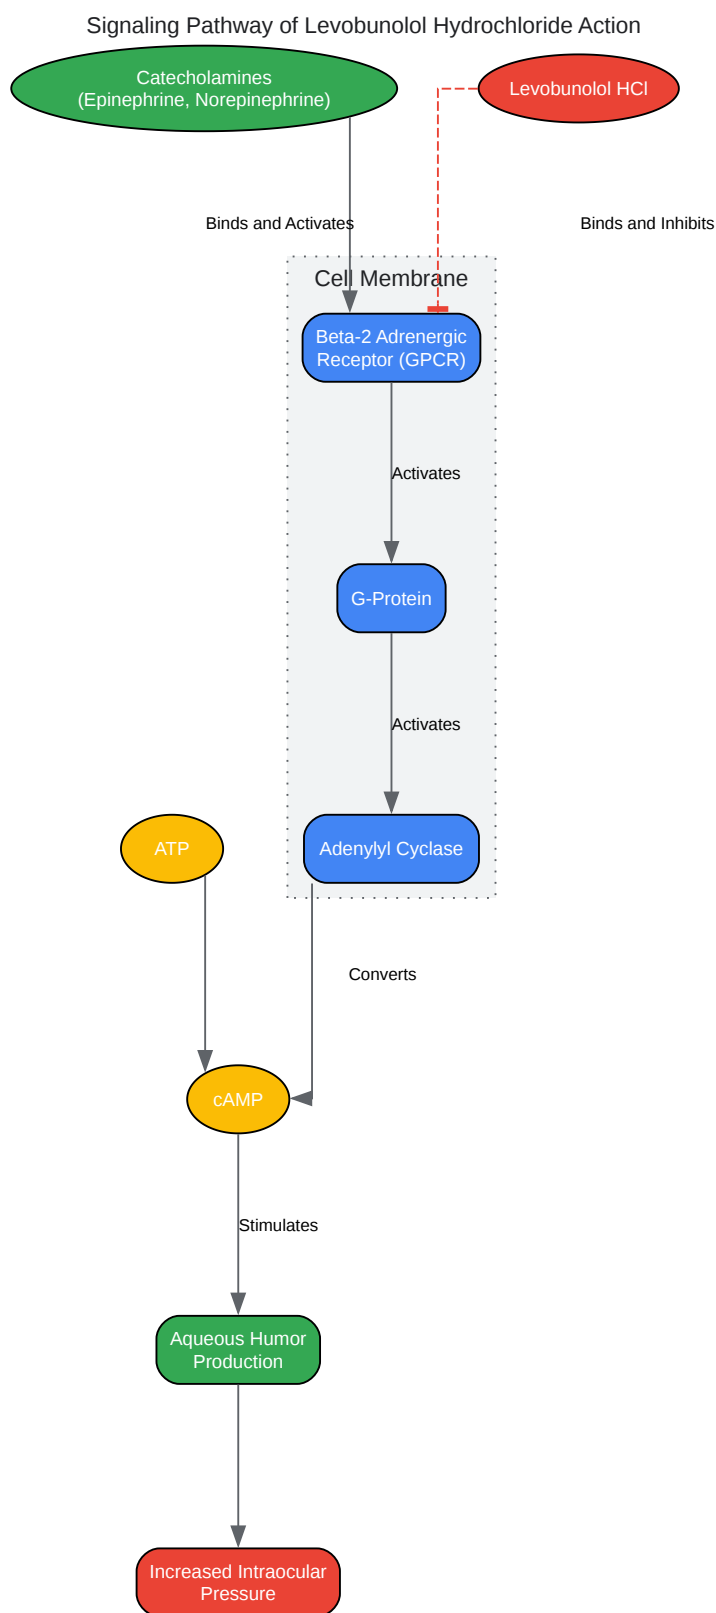 Signaling Pathway of Levobunolol Hydrochloride Action
Catecholamines
(Epinephrine, Norepinephrine)
Levobunolol HCl
Binds and Activates
Binds and Inhibits
Cell Membrane
Beta-2 Adrenergic
Receptor (GPCR)
Activates
G-Protein
Activates
ATP
Adenylyl Cyclase
Converts
cAMP
Stimulates
Aqueous Humor
Production
Increased Intraocular
Pressure